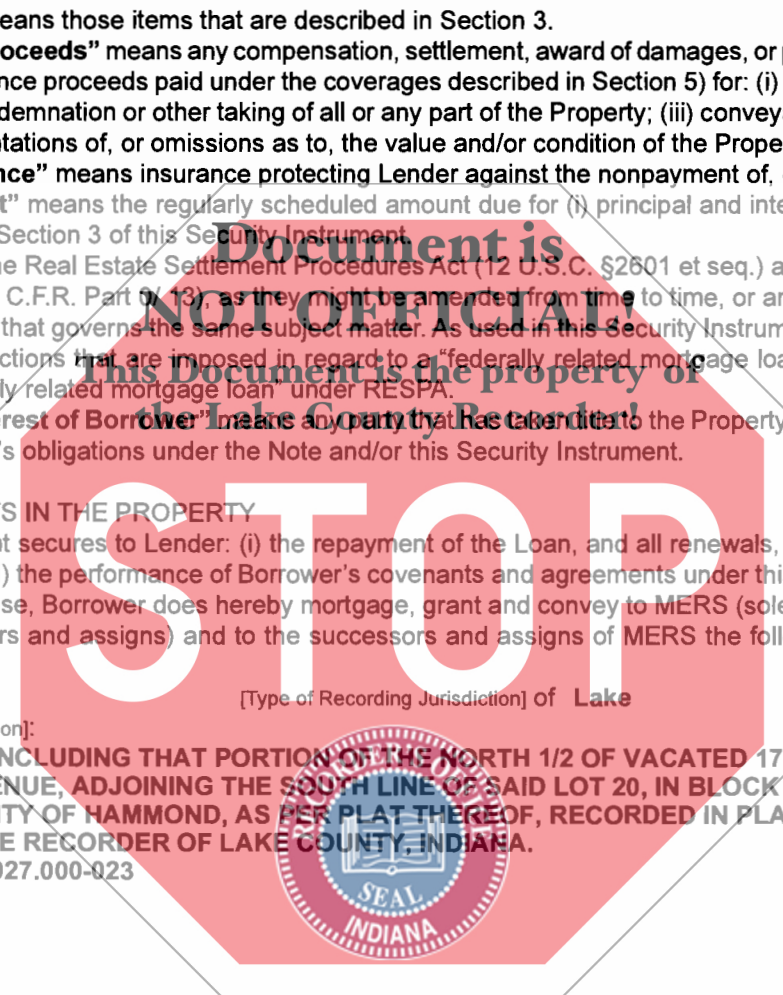 eans those items that are described in Section 3.
oceeds” means any compensation, settlement, award of damages, or
nce proceeds paid under the coverages described in Section 5) for: (i)
demnation or other taking of all or any part of the Property; (iii) convey
tations of, or omissions as to, the value and/or condition of the Prope
nce” means insurance protecting Lender against the nonpayment of,
t” means the regularly scheduled amount due for (i) principal and inte
Section 3 of this Security Instrument.
Document is
e Real Estate Settlement Procedures Act (12 U.S.C. §2601 et seq.) a
C.F.R. Part 13), as they might be amended from time to time, or an
NOT OFFICIAL!
that governs the same subject matter. As used in this Security Instrum
ctions that are imposed in regard to a “federally related mortgage loa
This Document is the property of
ly related mortgage loan” under RESPA.
the Lake County Recorder!
rest of Borrower” means any party that has taken title to the Property
’s obligations under the Note and/or this Security Instrument.
STOP
S IN THE PROPERTY
t secures to Lender: (i) the repayment of the Loan, and all renewals,
) the performance of Borrower’s covenants and agreements under thi
se, Borrower does hereby mortgage, grant and convey to MERS (sole
rs and assigns) and to the successors and assigns of MERS the foll
[Type of Recording Jurisdiction] of Lake
on]:
NCLUDING THAT PORTION OF THE NORTH 1/2 OF VACATED 17
ENUE, ADJOINING THE SOUTH LINE OF SAID LOT 20, IN BLOCK
TY OF HAMMOND, AS PER PLAT THEREOF, RECORDED IN PLA
E RECORDER OF LAKE COUNTY, INDIANA.
027.000-023
RECORDER'S OFFICE
SEAL
INDIANA